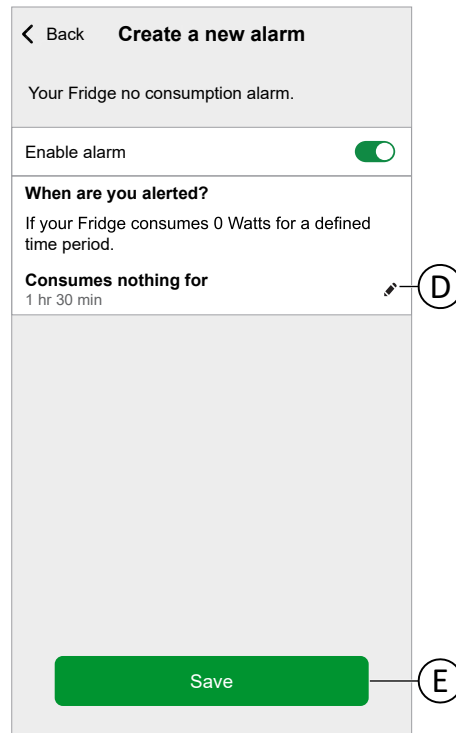 Back Create a new alarm
Your Fridge no consumption alarm.
Enable alarm
When are you alerted?
If your Fridge consumes 0 Watts for a defined
time period.
Consumes nothing for
1 hr 30 min
D
Save
E